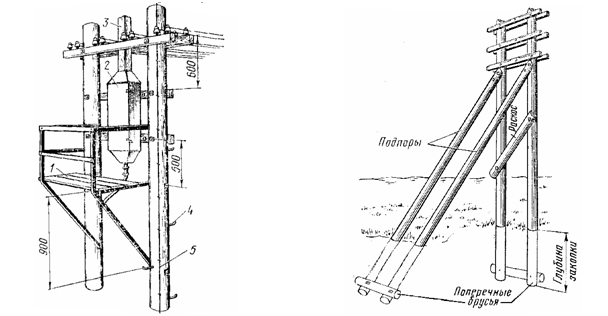 3
2
600
500
1
4
900
5
Подпоры
Раскос
Глубина
закопки
Поперечные
брусья